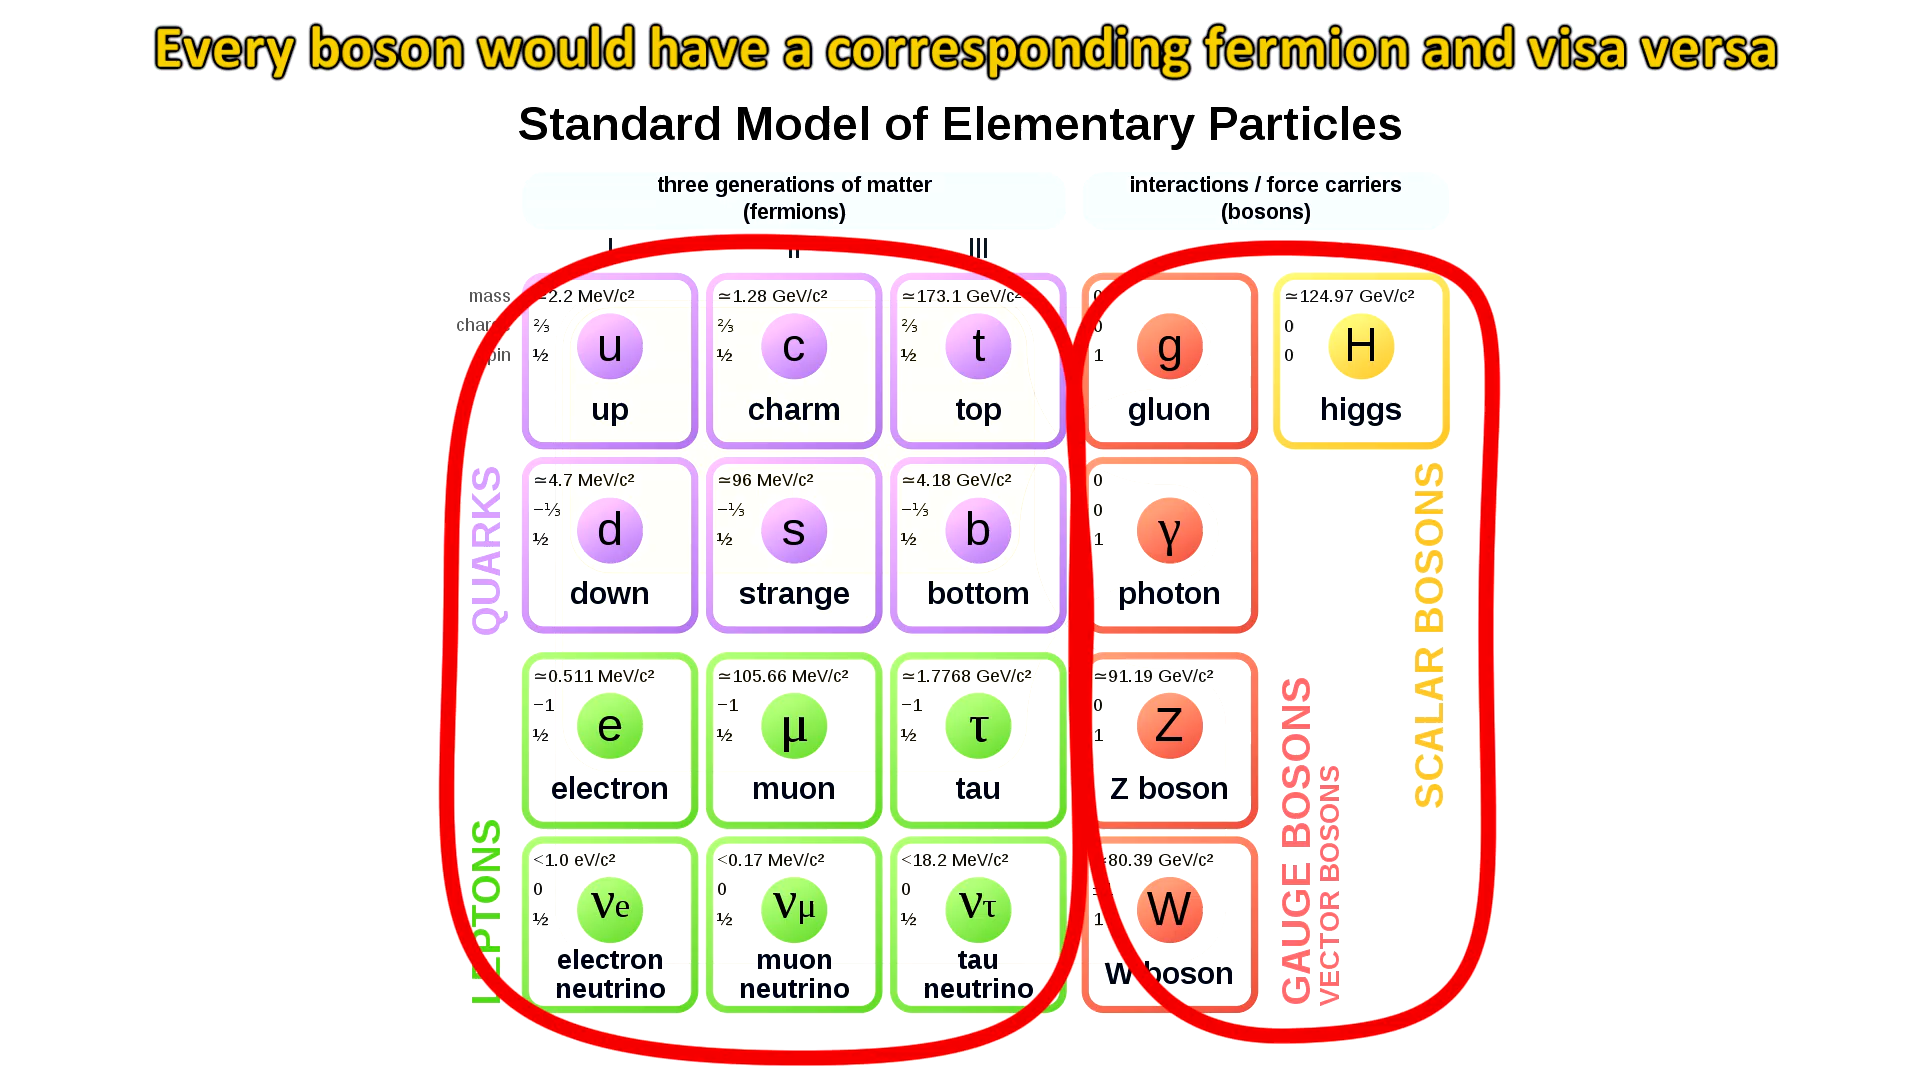 Every boson would have a corresponding fermion and visa versa
Standard Model of Elementary Particles
three generations of matter
(fermions)
interactions / force carriers
(bosons)
I II III
mass ≃2.2 MeV/c² ≃1.28 GeV/c² ≃173.1 GeV/c² 0 ≃124.97 GeV/c²
charge ⅔ ⅔ ⅔ 0 0
spin ½ ½ ½ 1 0
u c t g H
up charm top gluon higgs
≃4.7 MeV/c² ≃96 MeV/c² ≃4.18 GeV/c² 0
−⅓ −⅓ −⅓ 0
½ ½ ½ 1
d s b γ
down strange bottom photon
QUARKS
≃0.511 MeV/c² ≃105.66 MeV/c² ≃1.7768 GeV/c² ≃91.19 GeV/c²
−1 −1 −1 0
½ ½ ½ 1
e μ τ Z
electron muon tau Z boson
<1.0 eV/c² <0.17 MeV/c² <18.2 MeV/c² ≃80.39 GeV/c²
0 0 0 ±1
½ ½ ½ 1
νe νμ ντ W
electron muon tau W boson
neutrino neutrino neutrino
LEPTONS
GAUGE BOSONS
VECTOR BOSONS
SCALAR BOSONS